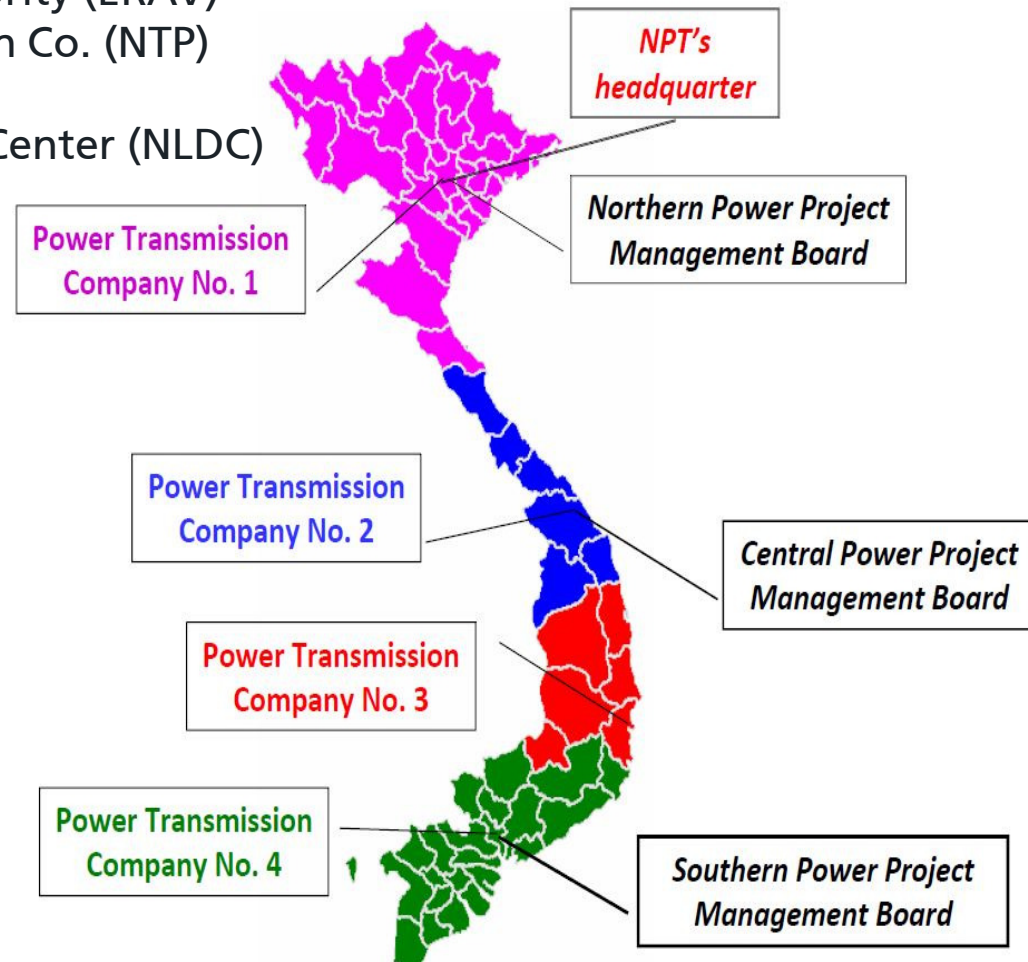 (ERAV)
n Co. (NTP)
Center (NLDC)
NPT's
headquarter
Northern Power Project
Management Board
Power Transmission
Company No. 1
Power Transmission
Company No. 2
Central Power Project
Management Board
Power Transmission
Company No. 3
Power Transmission
Company No. 4
Southern Power Project
Management Board